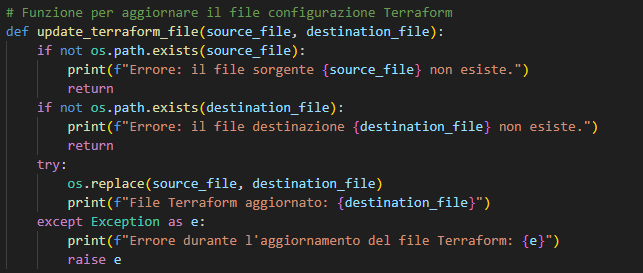 # Funzione per aggiornare il file configurazione Terraform
def update_terraform_file(source_file, destination_file):
    if not os.path.exists(source_file):
        print(f"Errore: il file sorgente {source_file} non esiste.")
        return
    if not os.path.exists(destination_file):
        print(f"Errore: il file destinazione {destination_file} non esiste.")
        return
    try:
        os.replace(source_file, destination_file)
        print(f"File Terraform aggiornato: {destination_file}")
    except Exception as e:
        print(f"Errore durante l'aggiornamento del file Terraform: {e}")
        raise e